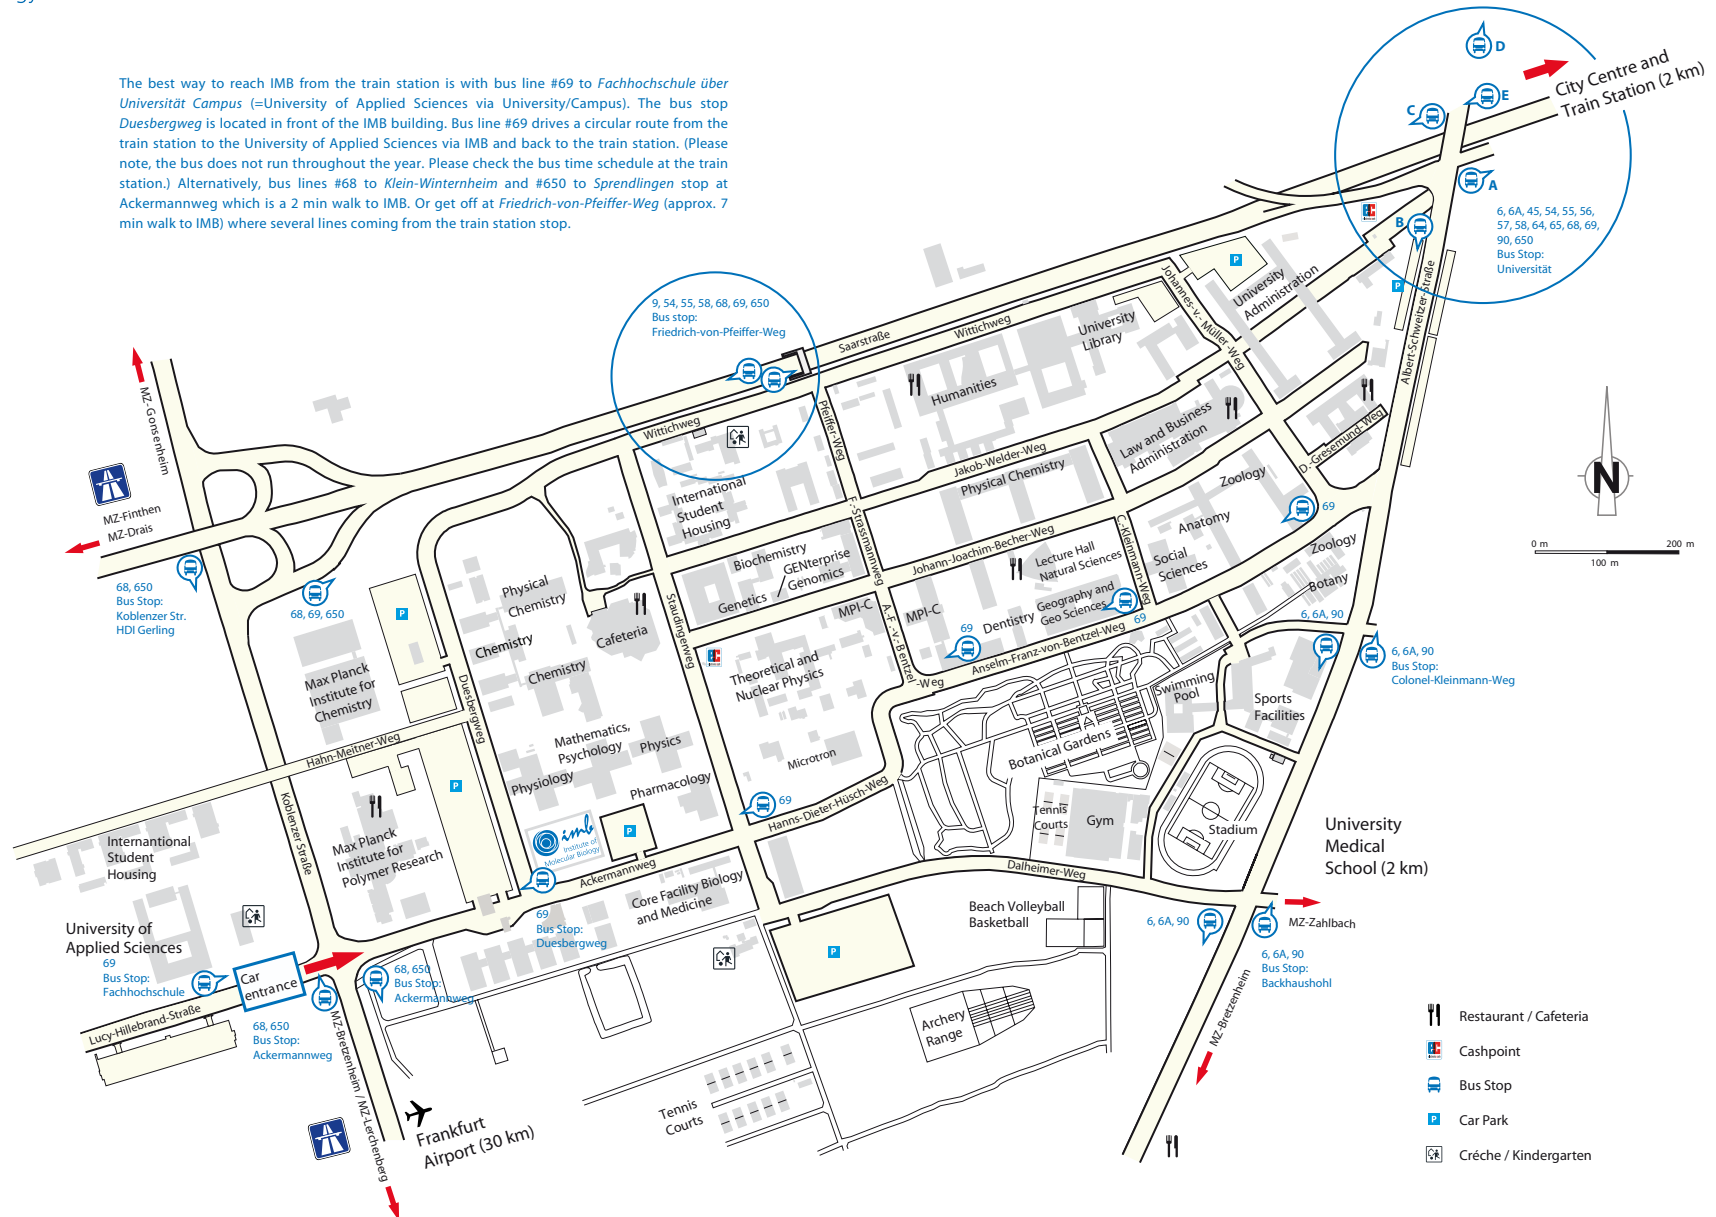 The best way to reach IMB from the train station is with bus line #69 to Fachhochschule über
Universität Campus (=University of Applied Sciences via University/Campus). The bus stop
Duesbergweg is located in front of the IMB building. Bus line #69 drives a circular route from the
train station to the University of Applied Sciences via IMB and back to the train station. (Please
note, the bus does not run throughout the year. Please check the bus time schedule at the train
station.) Alternatively, bus lines #68 to Klein-Winternheim and #650 to Sprendlingen stop at
Ackermannweg which is a 2 min walk to IMB. Or get off at Friedrich-von-Pfeiffer-Weg (approx. 7
min walk to IMB) where several lines coming from the train station stop.
D
E
C
A
B
City Centre and
Train Station (2 km)
6, 6A, 45, 54, 55, 56,
57, 58, 64, 65, 68, 69,
90, 650
Bus Stop:
Universität
P
P
Albert-Schweitzer-Straße
University
Administration
Johannes-v.- Müller-Weg
University
Library
9, 54, 55, 58, 68, 69, 650
Bus stop:
Friedrich-von-Pfeiffer-Weg
Saarstraße
Wittichweg
Wittichweg
Humanities
Pfeiffer-Weg
F.-Strassmannweg
Jakob-Welder-Weg
Law and Business
Administration
D.-Gresemund-Weg
N
0 m
200 m
100 m
MZ-Gonsenheim
MZ-Finthen
MZ-Drais
68, 650
Bus Stop:
Koblenzer Str.
HDI Gerling
68, 69, 650
International
Student
Housing
Physical Chemistry
Zoology
Anatomy
69
Zoology
Botany
Social
Sciences
C.-Kleinmann-Weg
Johann-Joachim-Becher-Weg
Lecture Hall
Natural Sciences
Geography and
Geo Sciences
69
Dentistry
MPI-C
MPI-C
69
Anselm-Franz-von-Bentzel-Weg
A.-F.-v.-Bentzel
-Weg
Biochemistry
GENterprise
Genomics
Genetics
/
Physical
Chemistry
Chemistry
Chemistry
Cafeteria
Staudingerweg
Theoretical and
Nuclear Physics
6, 6A, 90
6, 6A, 90
Bus Stop:
Colonel-Kleinmann-Weg
Swimming
Pool
Sports
Facilities
Botanical Gardens
P
Max Planck
Institute for
Chemistry
Duesbergweg
Hahn-Meitner-Weg
Mathematics,
Psychology
Physics
Physiology
Pharmacology
Microtron
P
imb
Institute of
Molecular Biology
P
69
Hanns-Dieter-Hüsch-Weg
Tennis
Courts
Gym
Stadium
University
Medical
School (2 km)
Koblenzer Straße
Internantional
Student
Housing
Max Planck
Institute for
Polymer Research
Ackermannweg
Core Facility Biology
and Medicine
Dalheimer-Weg
Beach Volleyball
Basketball
6, 6A, 90
MZ-Zahlbach
6, 6A, 90
Bus Stop:
Backhaushohl
University of
Applied Sciences
69
Bus Stop:
Fachhochschule
Car
entrance
69
Bus Stop:
Duesbergweg
P
68, 650
Bus Stop:
Ackermannweg
68, 650
Bus Stop:
Ackermannweg
Lucy-Hillebrand-Straße
MZ-Bretzenheim / MZ-Lerchenberg
Archery
Range
MZ-Bretzenheim
Tennis
Courts
Frankfurt
Airport (30 km)
Restaurant / Cafeteria
Cashpoint
Bus Stop
P
Car Park
Créche / Kindergarten